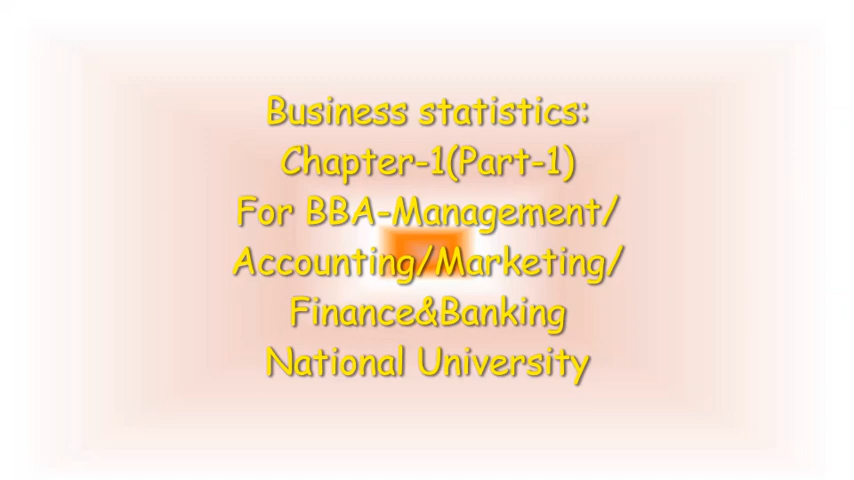 Business statistics:
Chapter-1(Part-1)
For BBA-Management/
Accounting/Marketing/
Finance&Banking
National University